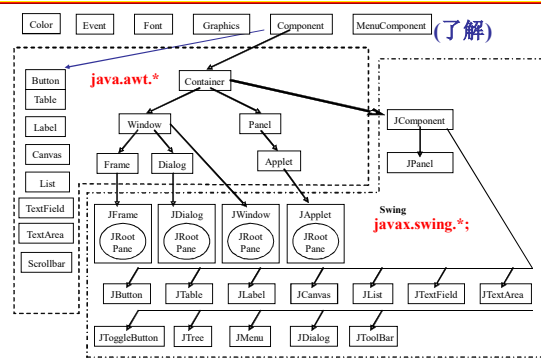 Color Event Font Graphics Component MenuComponent (了解)
Button
Table
Label
Canvas
List
TextField
TextArea
Scrollbar
java.awt.*
Container
Window Panel
Frame Dialog Applet
JComponent
JPanel
JFrame JDialog JWindow JApplet
JRoot JRoot JRoot JRoot
Pane Pane Pane Pane
Swing
javax.swing.*;
JButton JTable JLabel JCanvas JList JTextField JTextArea
JToggleButton JTree JMenu JDialog JToolBar